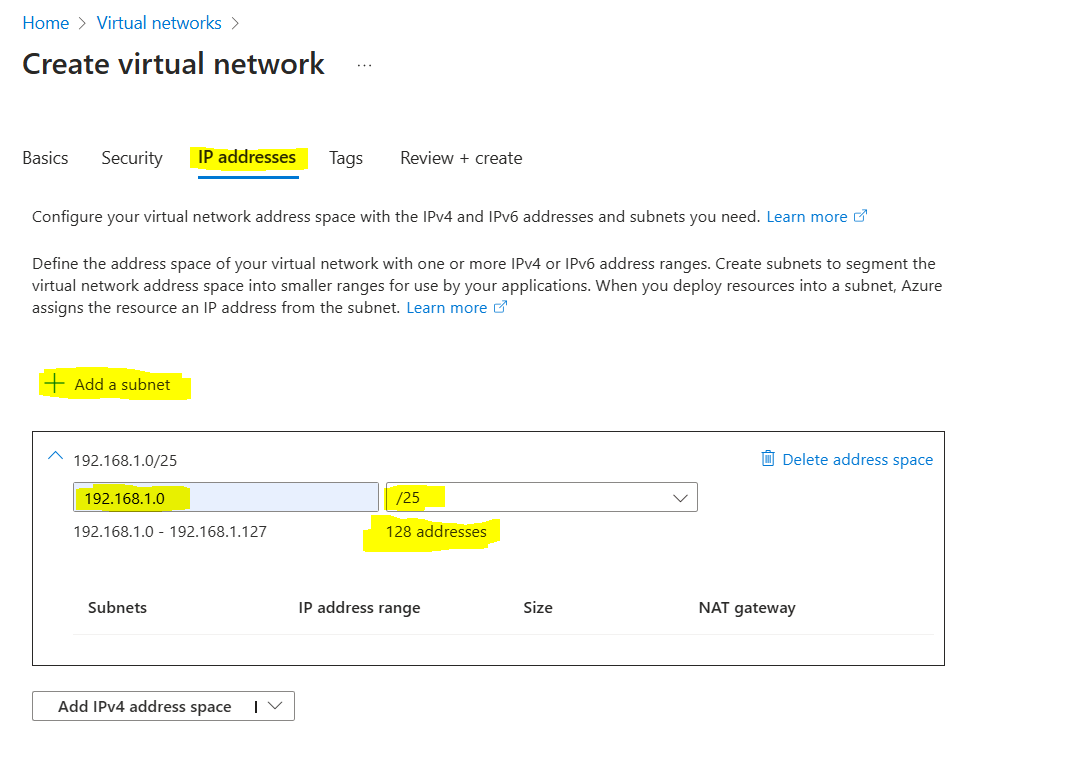 Home > Virtual networks >
Create virtual network ...
Basics Security IP addresses Tags Review + create
Configure your virtual network address space with the IPv4 and IPv6 addresses and subnets you need. Learn more
Define the address space of your virtual network with one or more IPv4 or IPv6 address ranges. Create subnets to segment the
virtual network address space into smaller ranges for use by your applications. When you deploy resources into a subnet, Azure
assigns the resource an IP address from the subnet. Learn more
+ Add a subnet
192.168.1.0/25 Delete address space
192.168.1.0 /25
192.168.1.0 - 192.168.1.127 128 addresses
Subnets IP address range Size NAT gateway
Add IPv4 address space